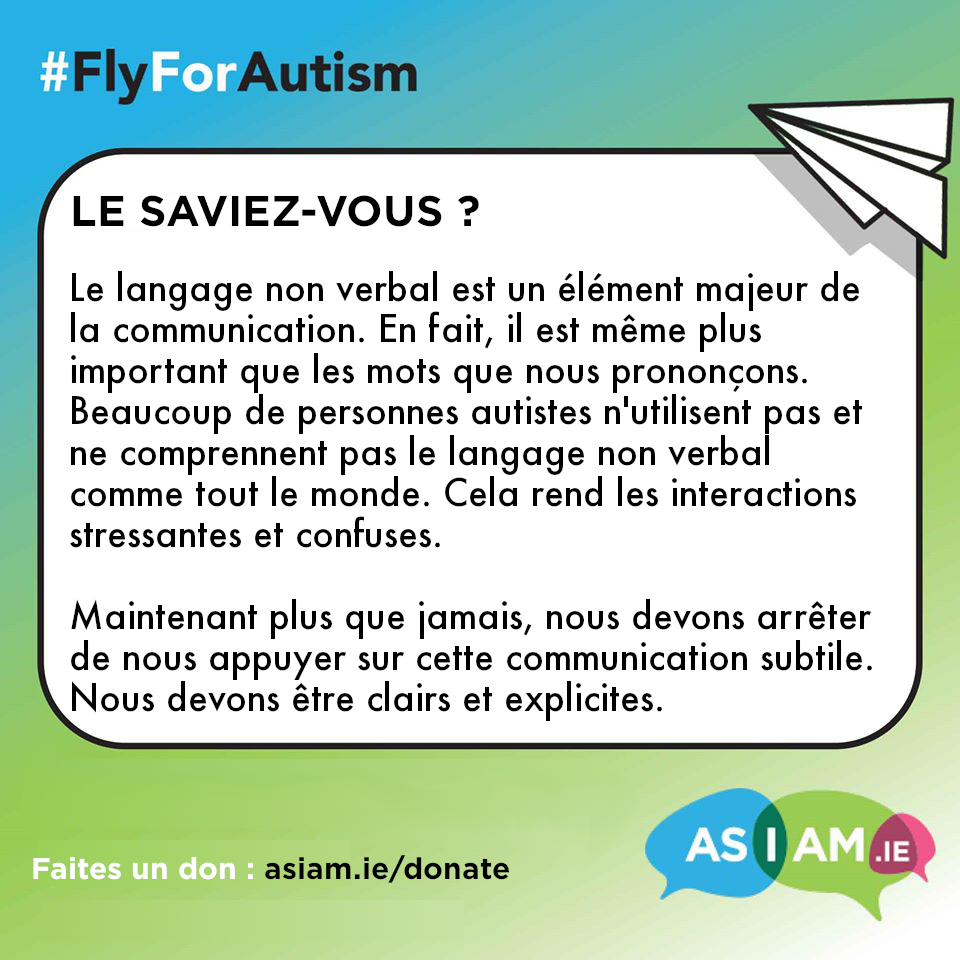 #FlyForAutism
LE SAVIEZ-VOUS ?
Le langage non verbal est un élément majeur de
la communication. En fait, il est même plus
important que les mots que nous prononçons.
Beaucoup de personnes autistes n'utilisent pas et
ne comprennent pas le langage non verbal
comme tout le monde. Cela rend les interactions
stressantes et confuses.
Maintenant plus que jamais, nous devons arrêter
de nous appuyer sur cette communication subtile.
Nous devons être clairs et explicites.
Faites un don : asiam.ie/donate
AS I AM.IE